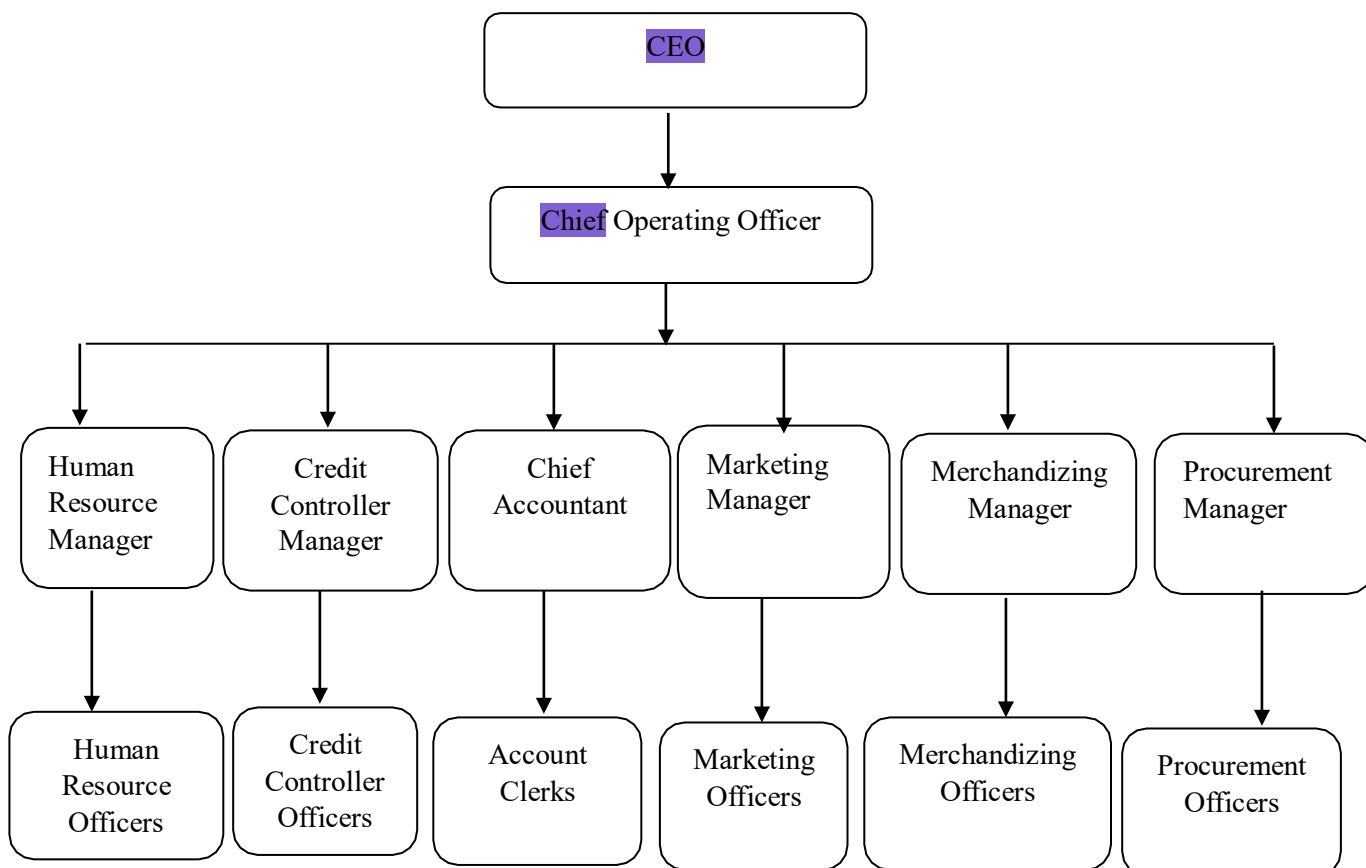 CEO
Chief Operating Officer
Human
Resource
Manager
Credit
Controller
Manager
Chief
Accountant
Marketing
Manager
Merchandizing
Manager
Procurement
Manager
Human
Resource
Officers
Credit
Controller
Officers
Account
Clerks
Marketing
Officers
Merchandizing
Officers
Procurement
Officers